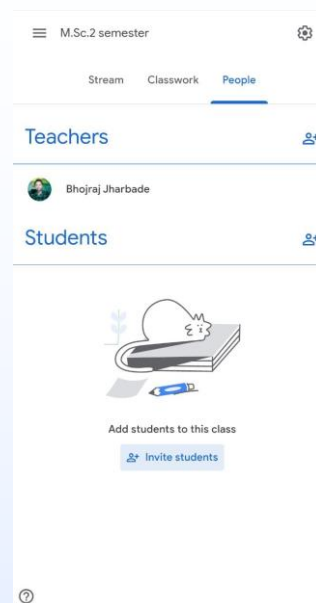 M.Sc.2 semester
Stream Classwork People
Teachers
Bhojraj Jharbade
Students
Add students to this class
Invite students